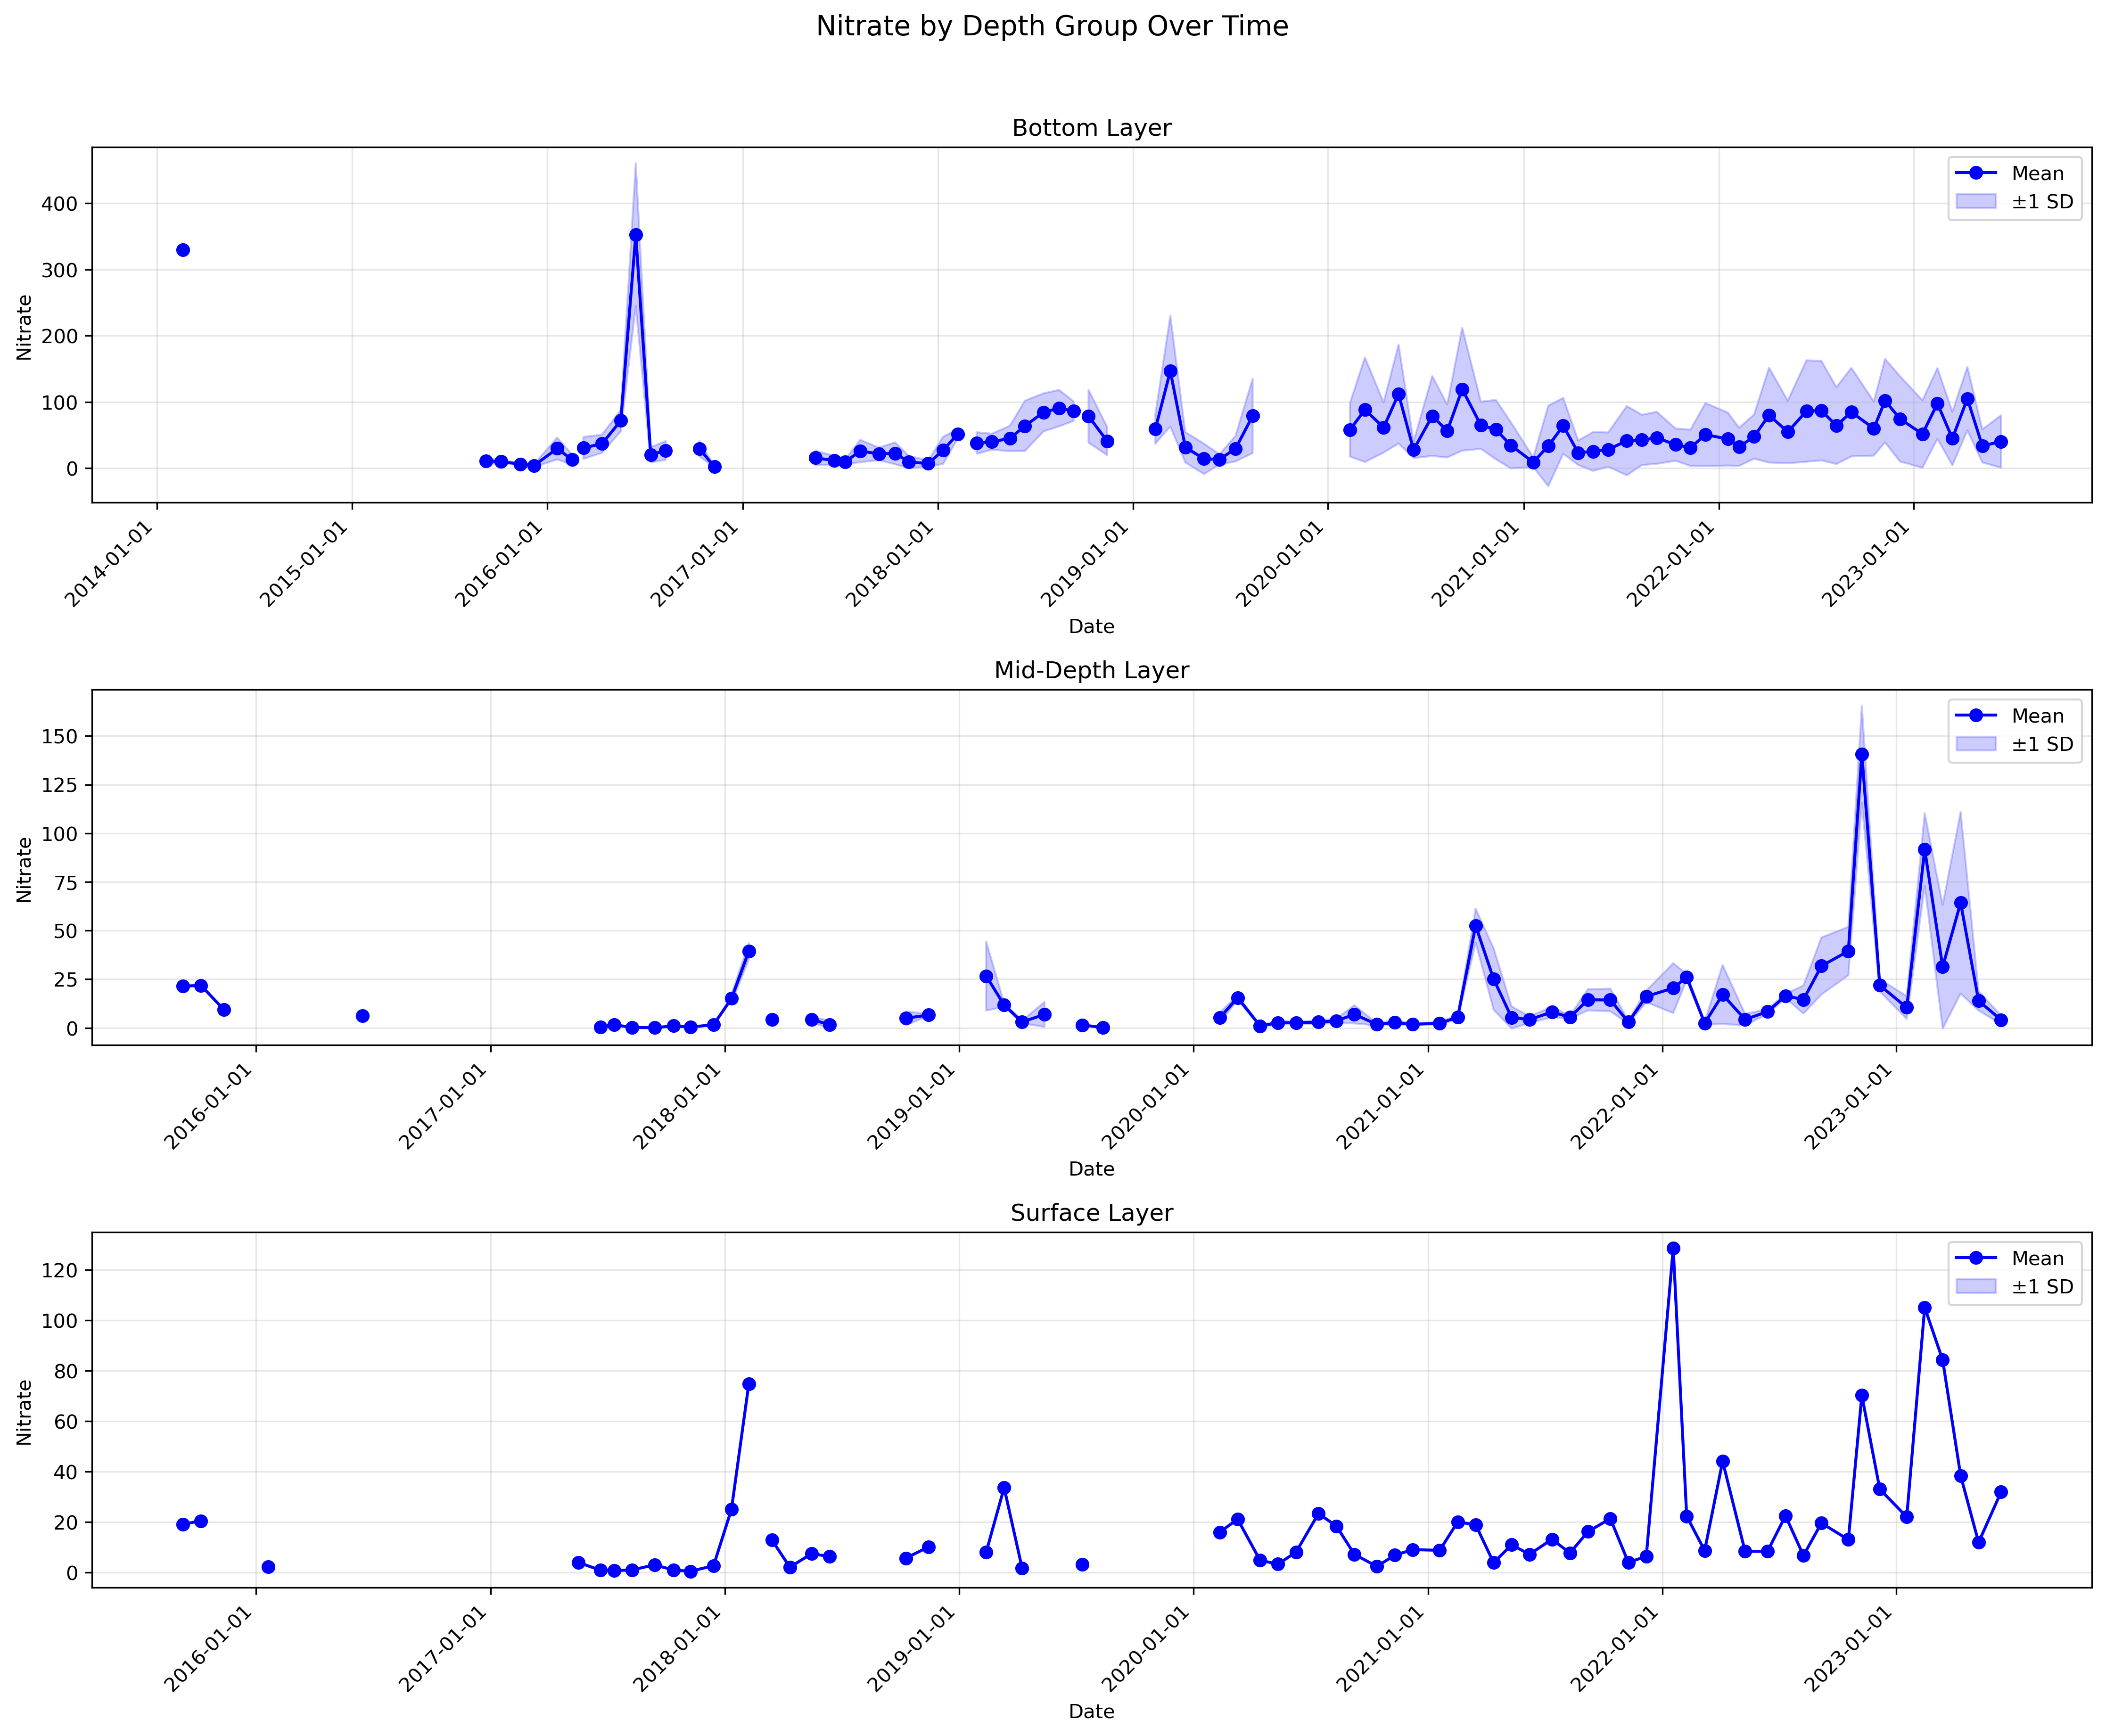 Nitrate by Depth Group Over Time
Bottom Layer
Mean
±1 SD
Nitrate
400
300
200
100
0
2014-01-01
2015-01-01
2016-01-01
2017-01-01
2018-01-01
2019-01-01
2020-01-01
2021-01-01
2022-01-01
2023-01-01
Date
Mid-Depth Layer
Mean
±1 SD
Nitrate
150
125
100
75
50
25
0
2016-01-01
2017-01-01
2018-01-01
2019-01-01
2020-01-01
2021-01-01
2022-01-01
2023-01-01
Date
Surface Layer
Mean
±1 SD
Nitrate
120
100
80
60
40
20
0
2016-01-01
2017-01-01
2018-01-01
2019-01-01
2020-01-01
2021-01-01
2022-01-01
2023-01-01
Date